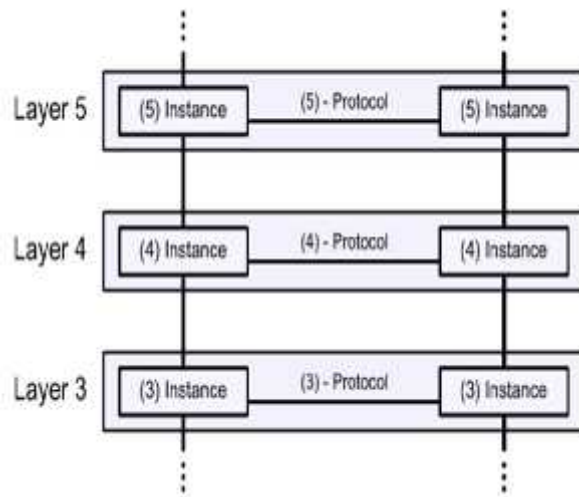 Layer 5
(5) Instance
(5) - Protocol
(5) Instance
Layer 4
(4) Instance
(4) - Protocol
(4) Instance
Layer 3
(3) Instance
(3) - Protocol
(3) Instance